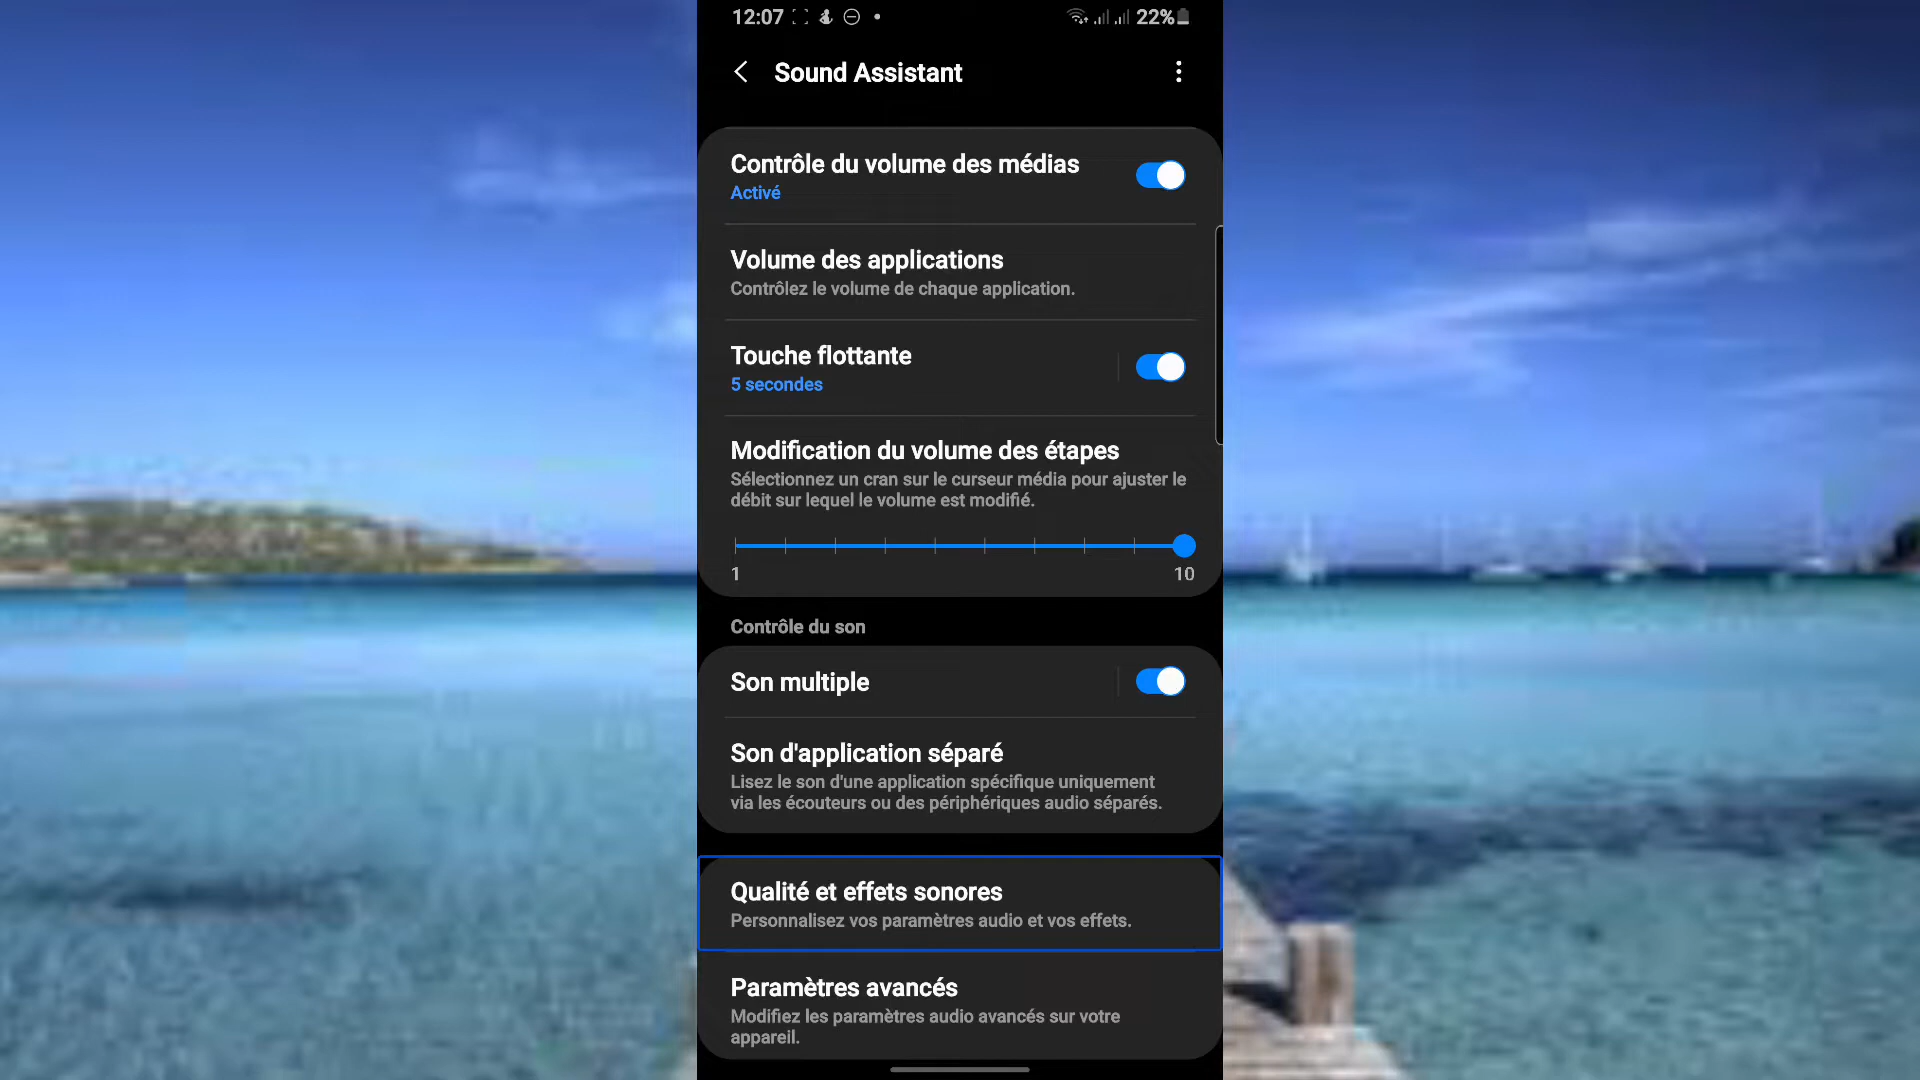 12:07
22%
Sound Assistant
Contrôle du volume des médias
Activé
Volume des applications
Contrôlez le volume de chaque application.
Touche flottante
5 secondes
Modification du volume des étapes
Sélectionnez un cran sur le curseur média pour ajuster le
débit sur lequel le volume est modifié.
1
10
Contrôle du son
Son multiple
Son d'application séparé
Lisez le son d'une application spécifique uniquement
via les écouteurs ou des périphériques audio séparés.
Qualité et effets sonores
Personnalisez vos paramètres audio et vos effets.
Paramètres avancés
Modifiez les paramètres audio avancés sur votre
appareil.